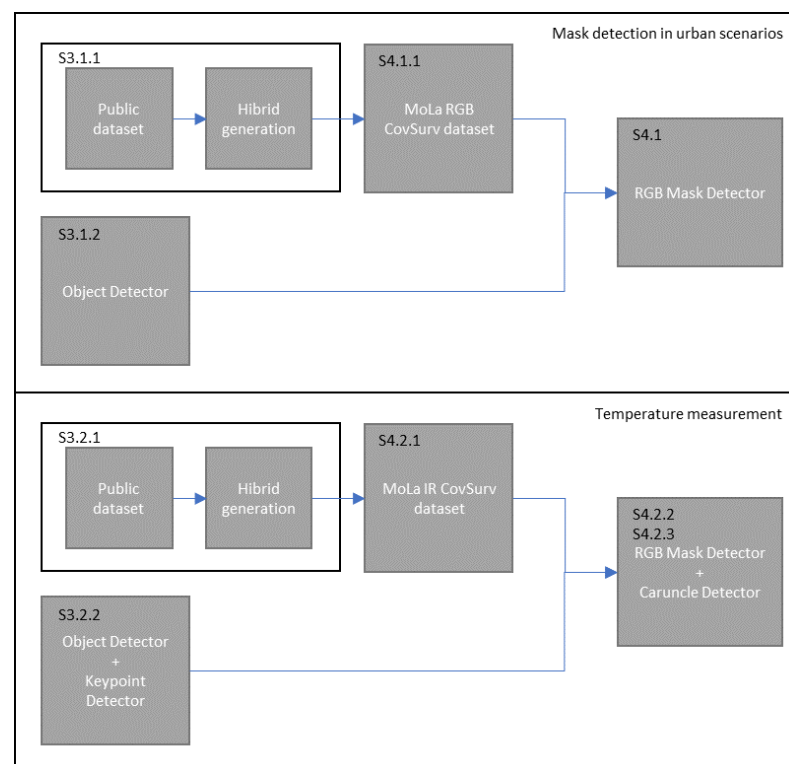 Mask detection in urban scenarios
S3.1.1
Public
dataset
Hibrid
generation
S4.1.1
MoLa RGB
CovSurv dataset
S4.1
RGB Mask Detector
S3.1.2
Object Detector
Temperature measurement
S3.2.1
Public
dataset
Hibrid
generation
S4.2.1
MoLa IR CovSurv
dataset
S4.2.2
S4.2.3
RGB Mask Detector
+
Caruncle Detector
S3.2.2
Object Detector
+
Keypoint
Detector